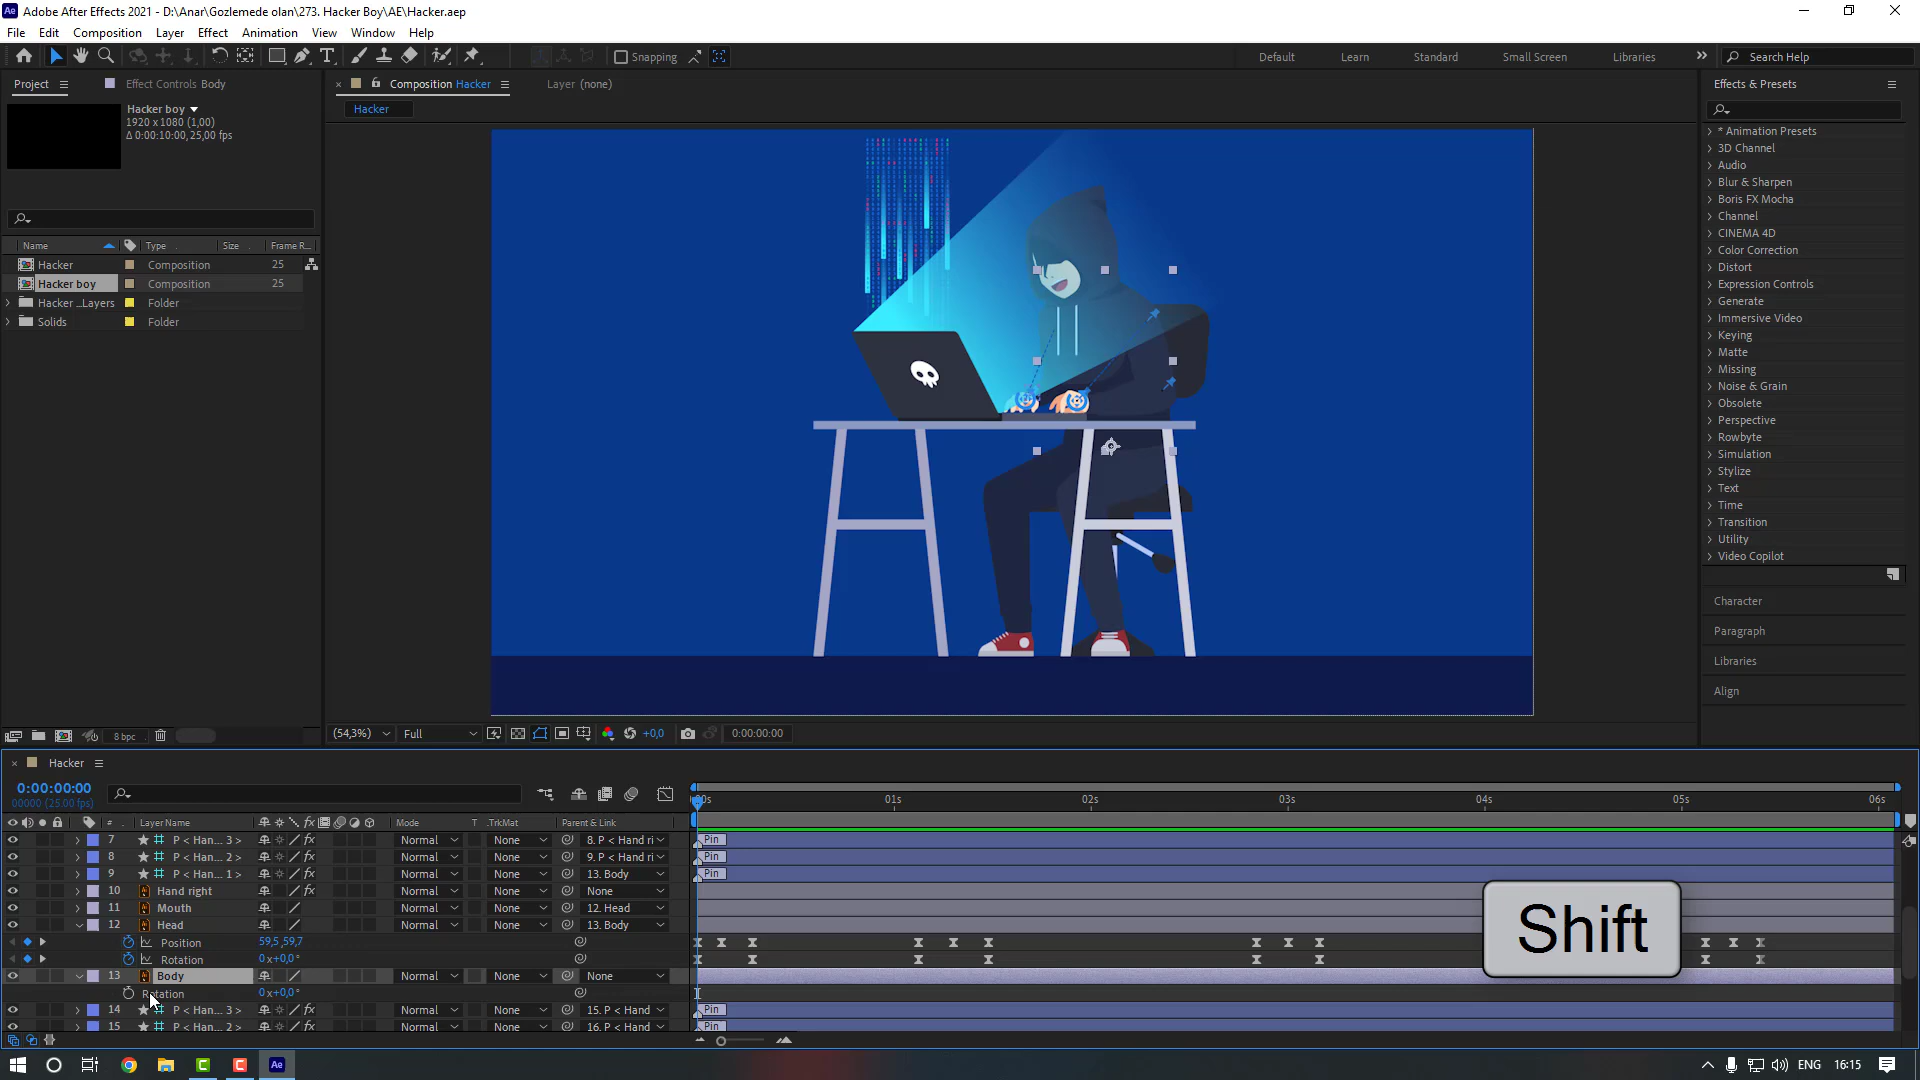 Adobe After Effects 2021 - D:\Anar\Gozlemede olan\273. Hacker Boy\AE\Hacker.aep
File Edit Composition Layer Effect Animation View Window Help
Snapping Default Learn Standard Small Screen Libraries Search Help
Project Effect Controls Body
Hacker boy
1920 x 1080 (1,00)
Δ 0:00:10:00, 25,00 fps
Name Type Size Frame R...
Hacker Composition 25
Hacker boy Composition 25
Hacker _Layers Folder
Solids Folder
8 bpc
Composition Hacker Layer (none)
Hacker
(54,3%) Full +0,0 0:00:00:00
Effects & Presets
* Animation Presets
3D Channel
Audio
Blur & Sharpen
Boris FX Mocha
Channel
CINEMA 4D
Color Correction
Distort
Expression Controls
Generate
Immersive Video
Keying
Matte
Missing
Noise & Grain
Obsolete
Perspective
Rowbyte
Simulation
Stylize
Text
Time
Transition
Utility
Video Copilot
Character
Paragraph
Libraries
Align
Hacker
0:00:00:00
00000 (25.00 fps)
:00s 01s 02s 03s 04s 05s 06s
# Layer Name Mode T .TrkMat Parent & Link
7 P < Han... 3 > Normal None 8. P < Hand ri Pin
8 P < Han... 2 > Normal None 9. P < Hand ri Pin
9 P < Han... 1 > Normal None 13. Body Pin
10 Hand right Normal None None
11 Mouth Normal None 12. Head
12 Head Normal None 13. Body
Position 59,5 ,59,7
Rotation 0 x+0,0 °
13 Body Normal None None
Rotation 0 x+0,0 °
14 P < Han... 3 > Normal None 15. P < Hand Pin
15 P < Han... 2 > Normal None 16. P < Hand Pin
Shift
ENG 16:15